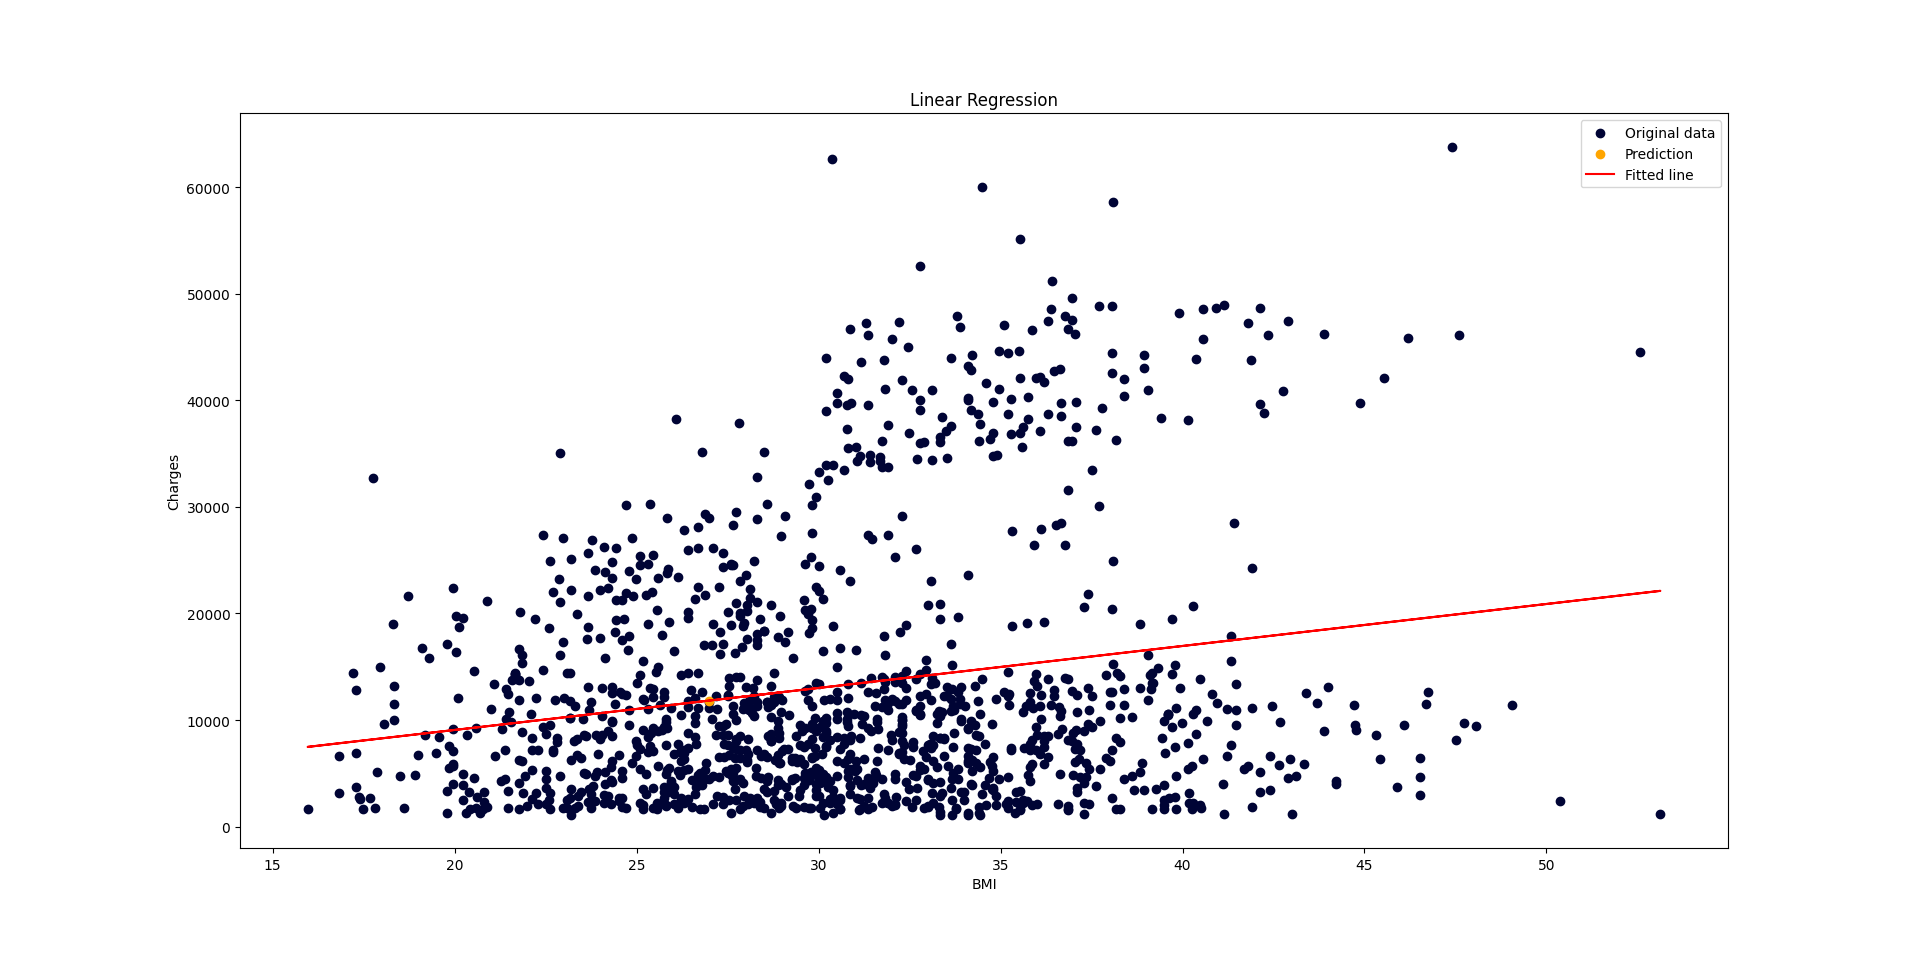 Linear Regression
Original data
Prediction
Fitted line
60000
50000
40000
30000
20000
10000
0
Charges
15 20 25 30 35 40 45 50
BMI